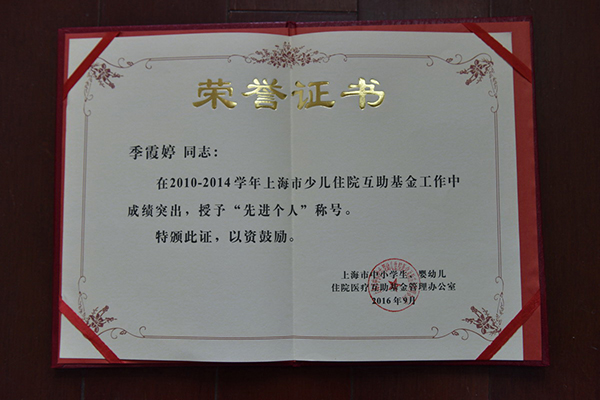 荣誉证书
季霞婷 同志：
在2010-2014学年上海市少儿住院互助基金工作中
成绩突出，授予“先进个人”称号。
特颁此证，以资鼓励。
上海市中小学生、婴幼儿
住院医疗互助基金管理办公室
2016年9月